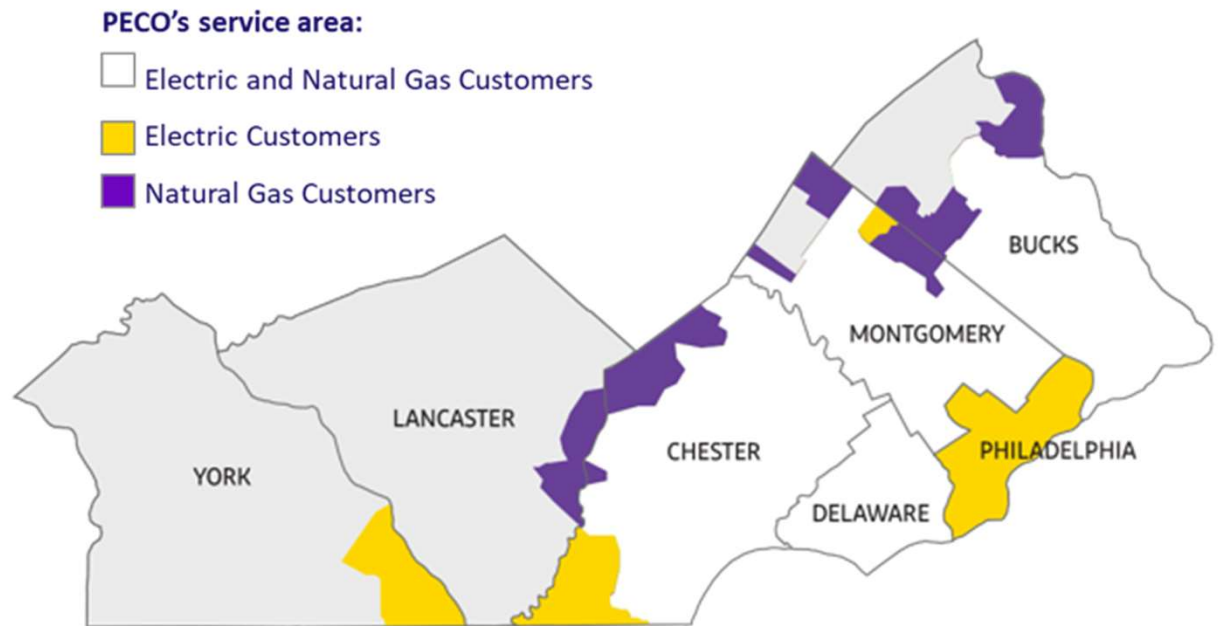 PECO's service area:
Electric and Natural Gas Customers
Electric Customers
Natural Gas Customers
BUCKS
MONTGOMERY
LANCASTER
CHESTER
PHILADELPHIA
YORK
DELAWARE